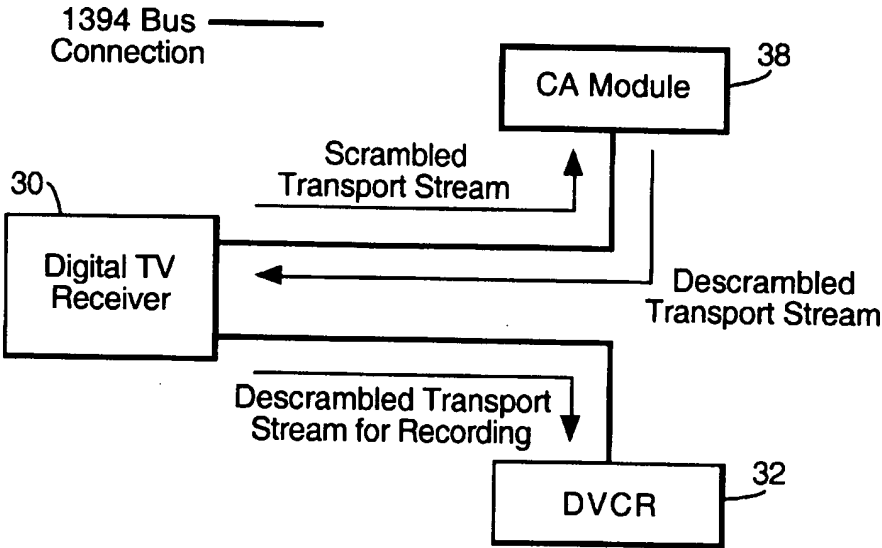 1394 Bus
Connection
38
CA Module
Scrambled
Transport Stream
30
Digital TV
Receiver
Descrambled
Transport Stream
Descrambled Transport
Stream for Recording
32
DVCR